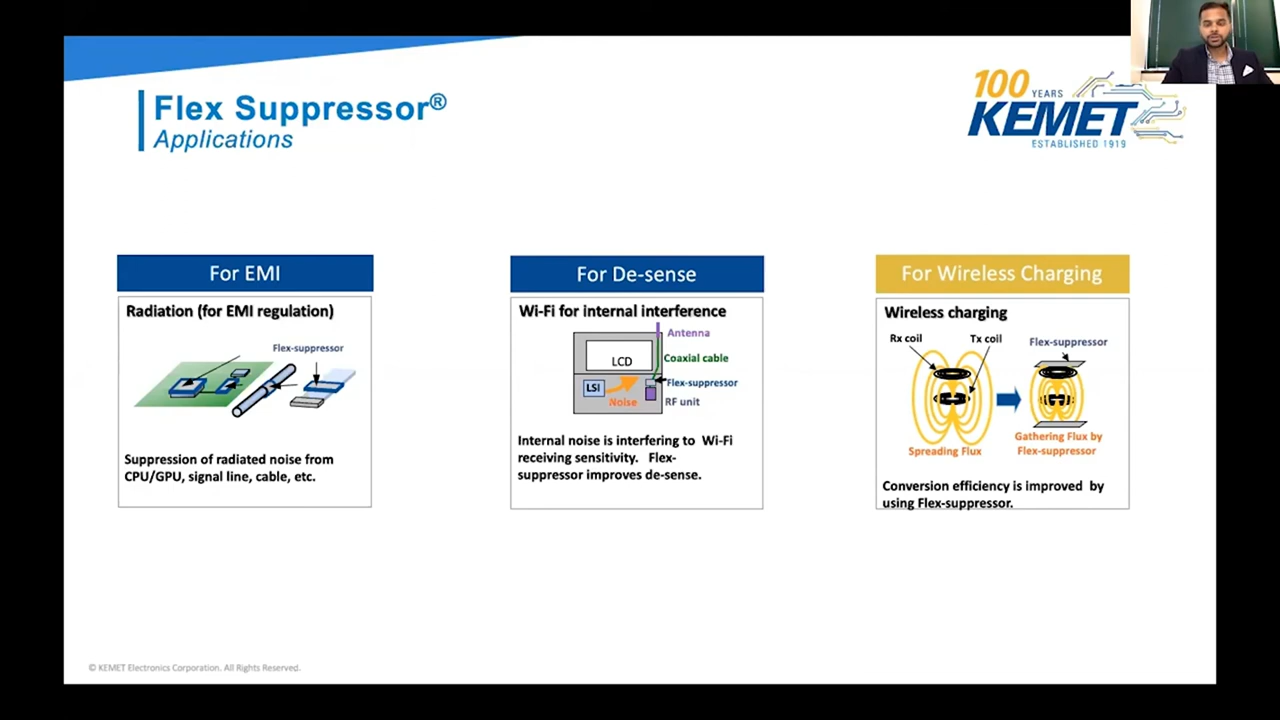 Flex Suppressor®
Applications
100 YEARS
KEMET
ESTABLISHED 1919
For EMI
Radiation (for EMI regulation)
Flex-suppressor
Suppression of radiated noise from
CPU/GPU, signal line, cable, etc.
For De-sense
Wi-Fi for internal interference
Antenna
LCD
Coaxial cable
LSI
Flex-suppressor
Noise
RF unit
Internal noise is interfering to Wi-Fi
receiving sensitivity. Flex-
suppressor improves de-sense.
For Wireless Charging
Wireless charging
Rx coil
Tx coil
Flex-suppressor
Spreading Flux
Gathering Flux by
Flex-suppressor
Conversion efficiency is improved by
using Flex-suppressor.
© KEMET Electronics Corporation. All Rights Reserved.